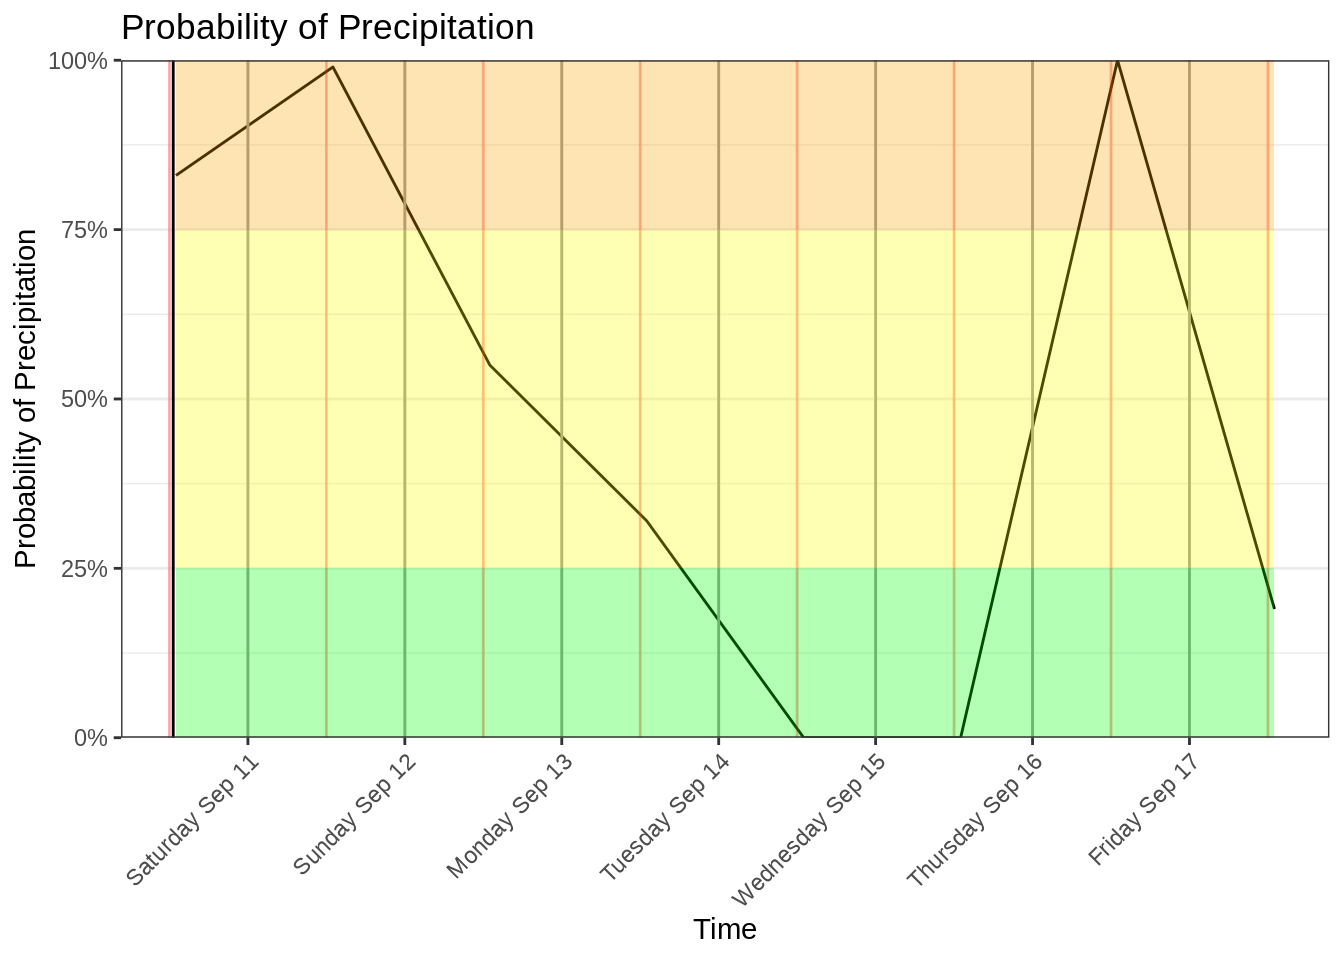 Probability of Precipitation
100%
75%
50%
25%
0%
Probability of Precipitation
Saturday Sep 11
Sunday Sep 12
Monday Sep 13
Tuesday Sep 14
Wednesday Sep 15
Thursday Sep 16
Friday Sep 17
Time